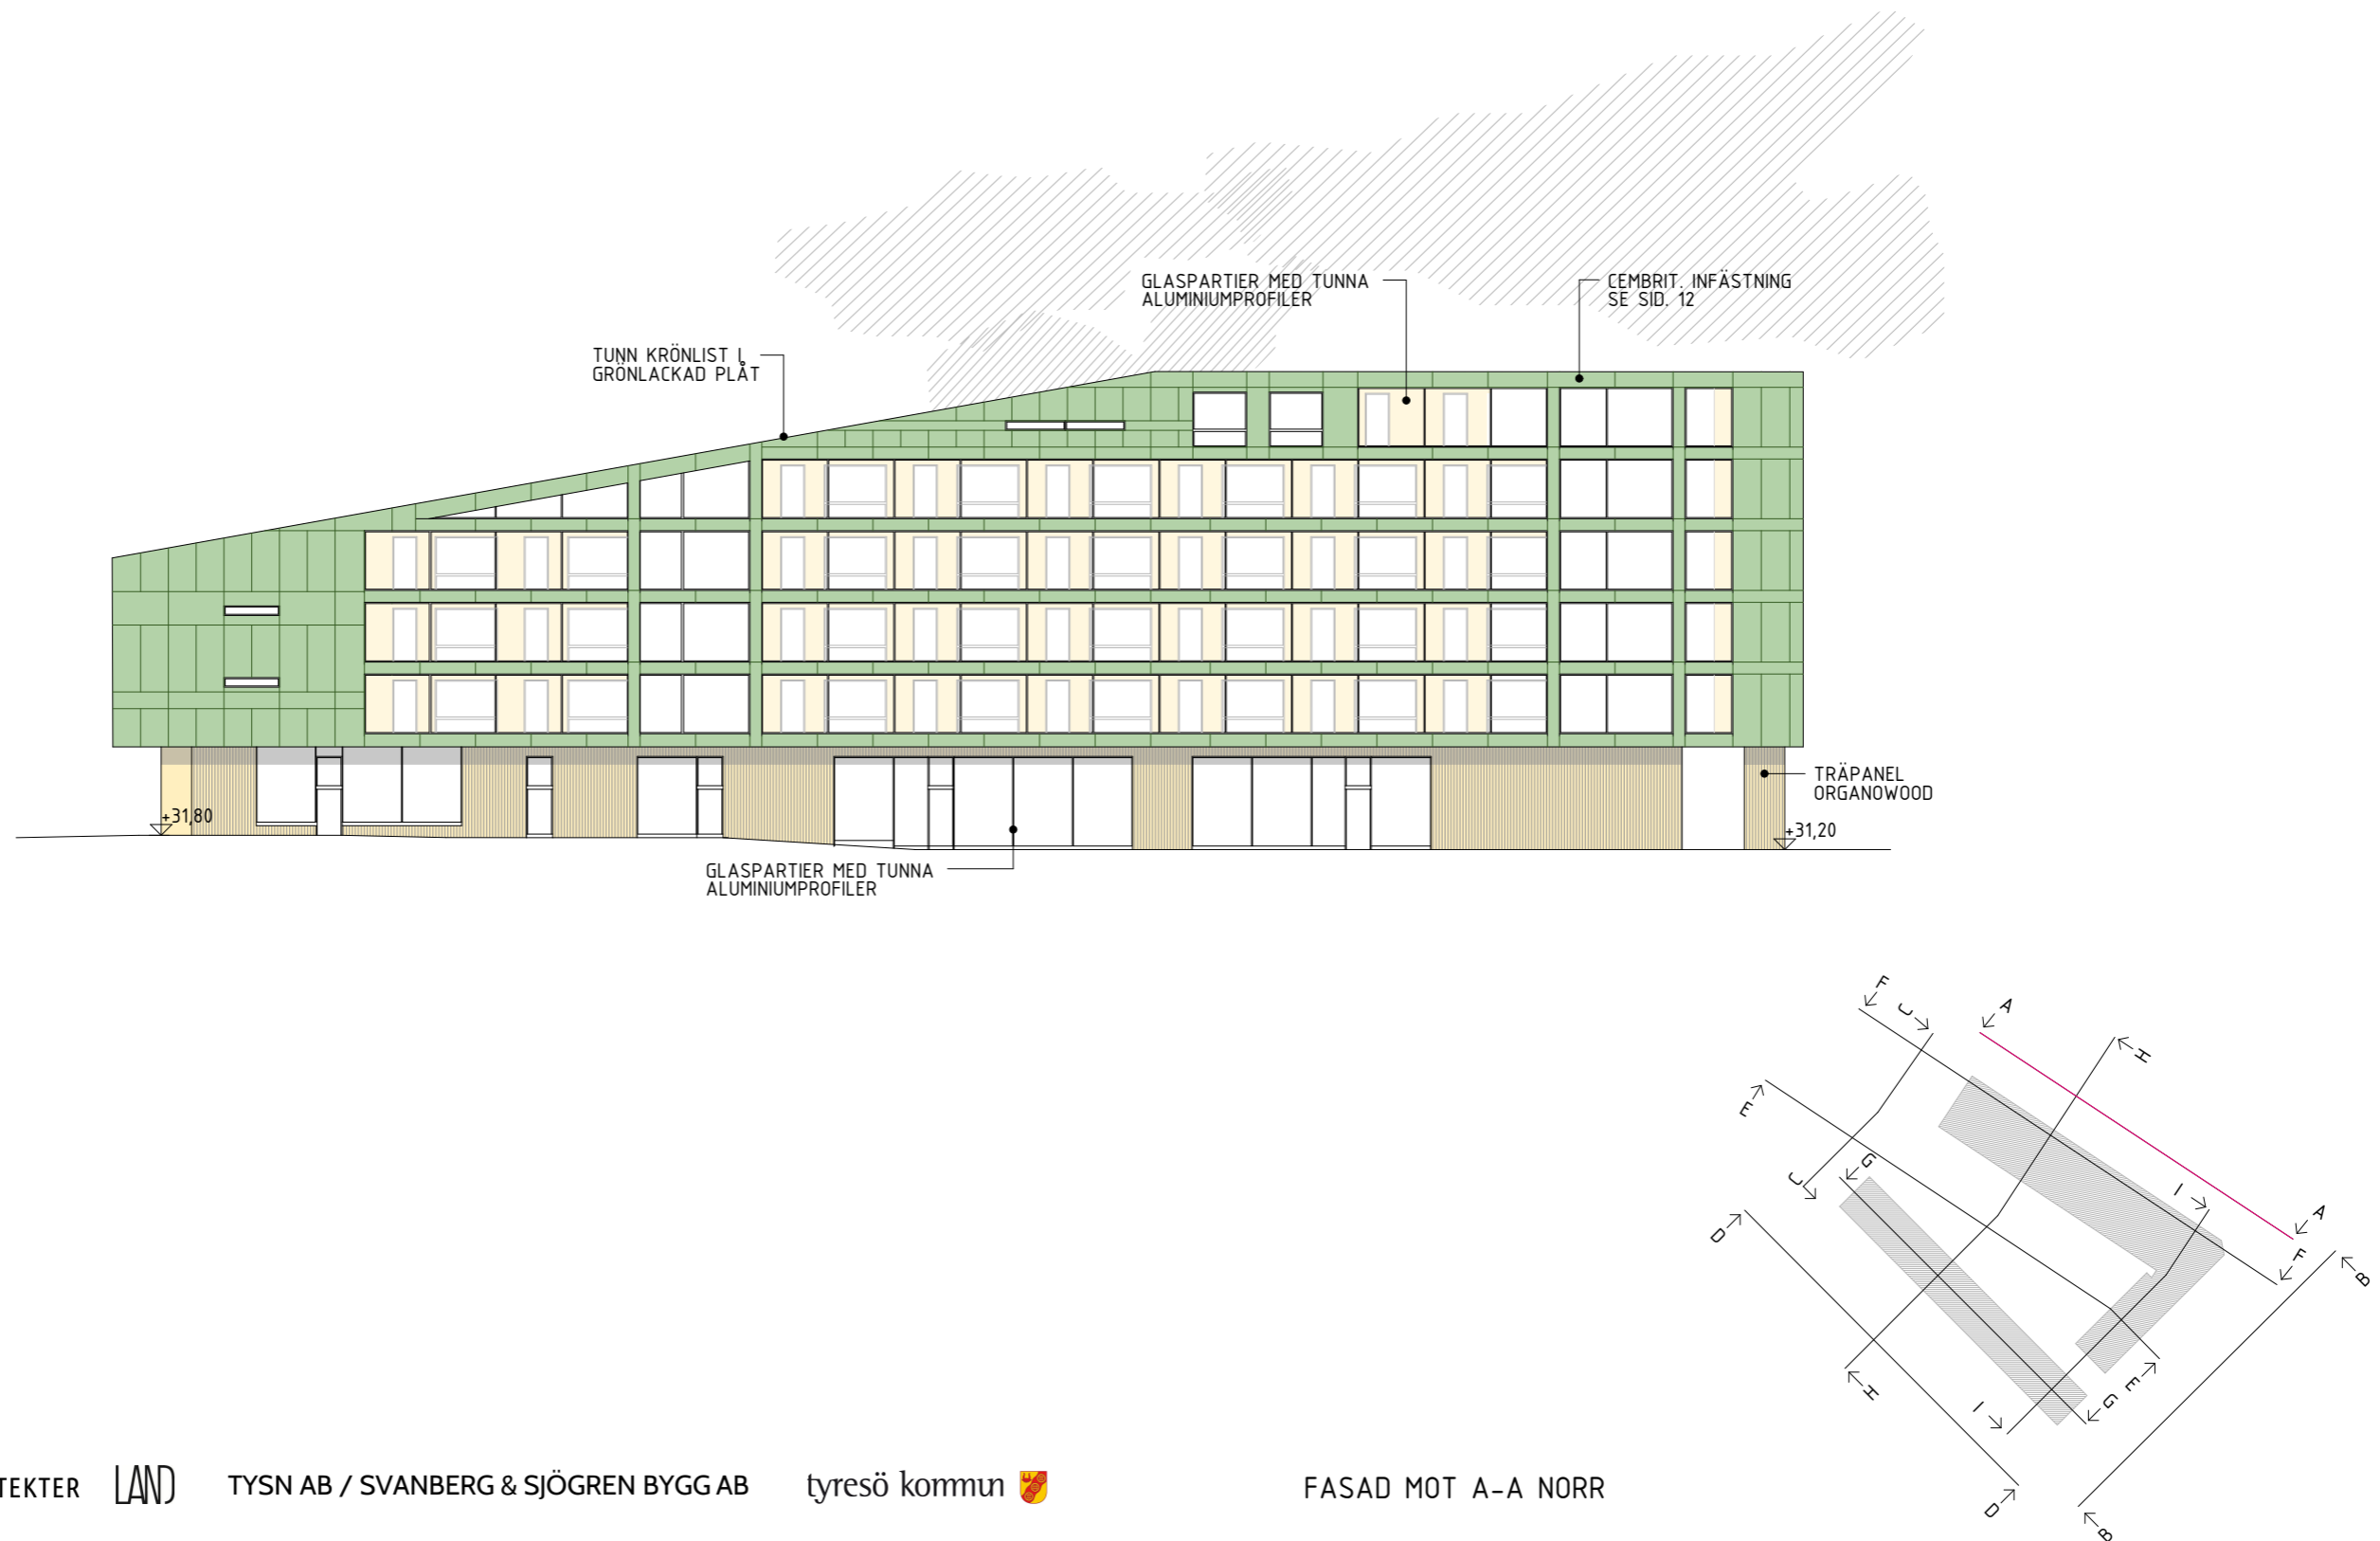 GLASPARTIER MED TUNNA
ALUMINIUMPROFILER
CEMBRIT. INFÄSTNING
SE SID. 12
TUNN KRÖNLIST I
GRÖNLACKAD PLÅT
TRÄPANEL
ORGANOWOOD
+31,80
+31,20
GLASPARTIER MED TUNNA
ALUMINIUMPROFILER
F
C
A
H
E
G
C
I
D
A
F
B
H
E
G
I
D
B
TEKTER
LAND
TYSN AB / SVANBERG & SJÖGREN BYGG AB
tyresö kommun
FASAD MOT A-A NORR